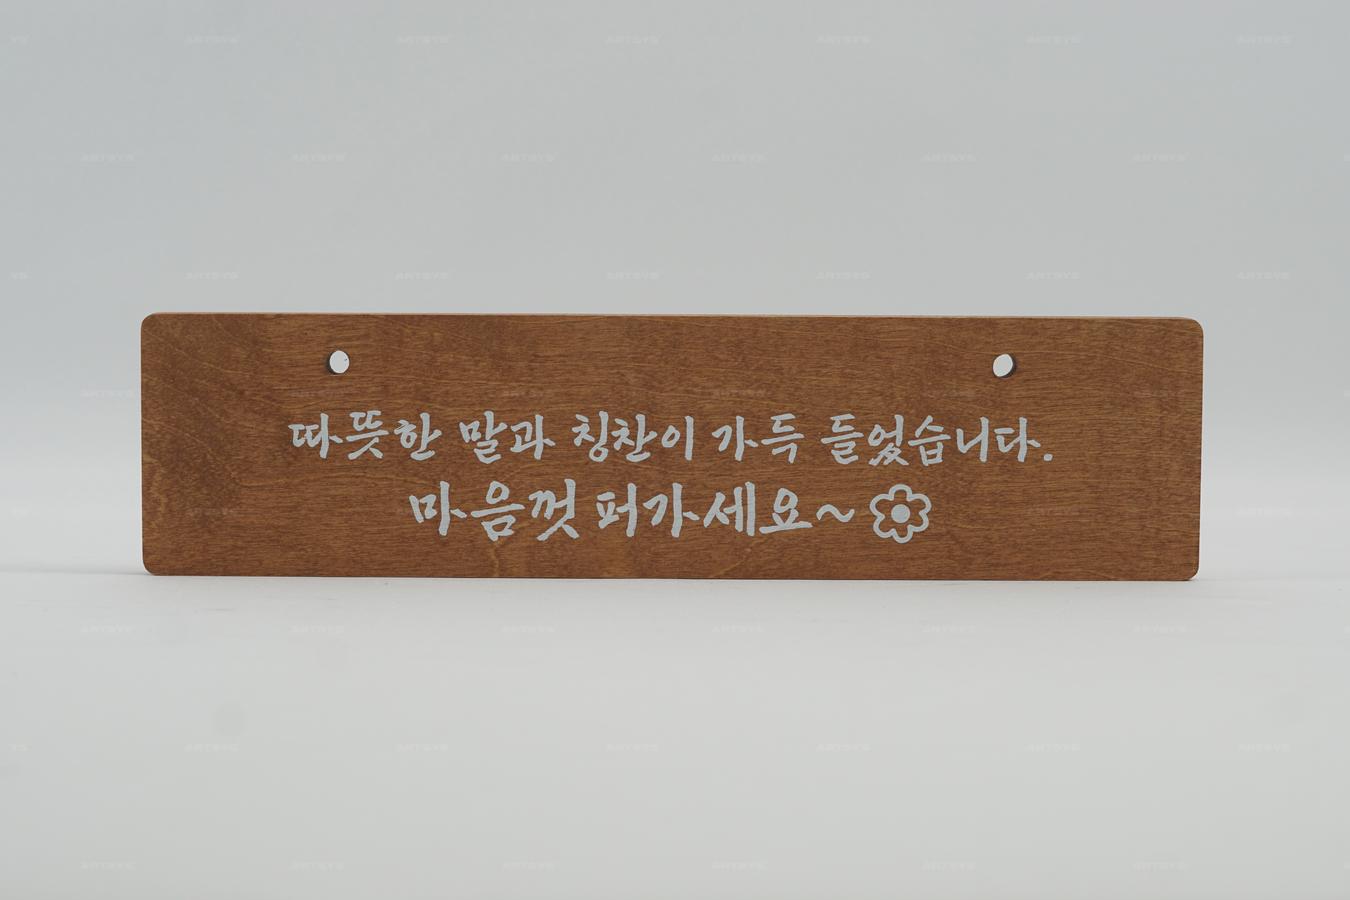 따뜻한 말과 칭찬이 가득 들었습니다.
마음껏 퍼가세요~